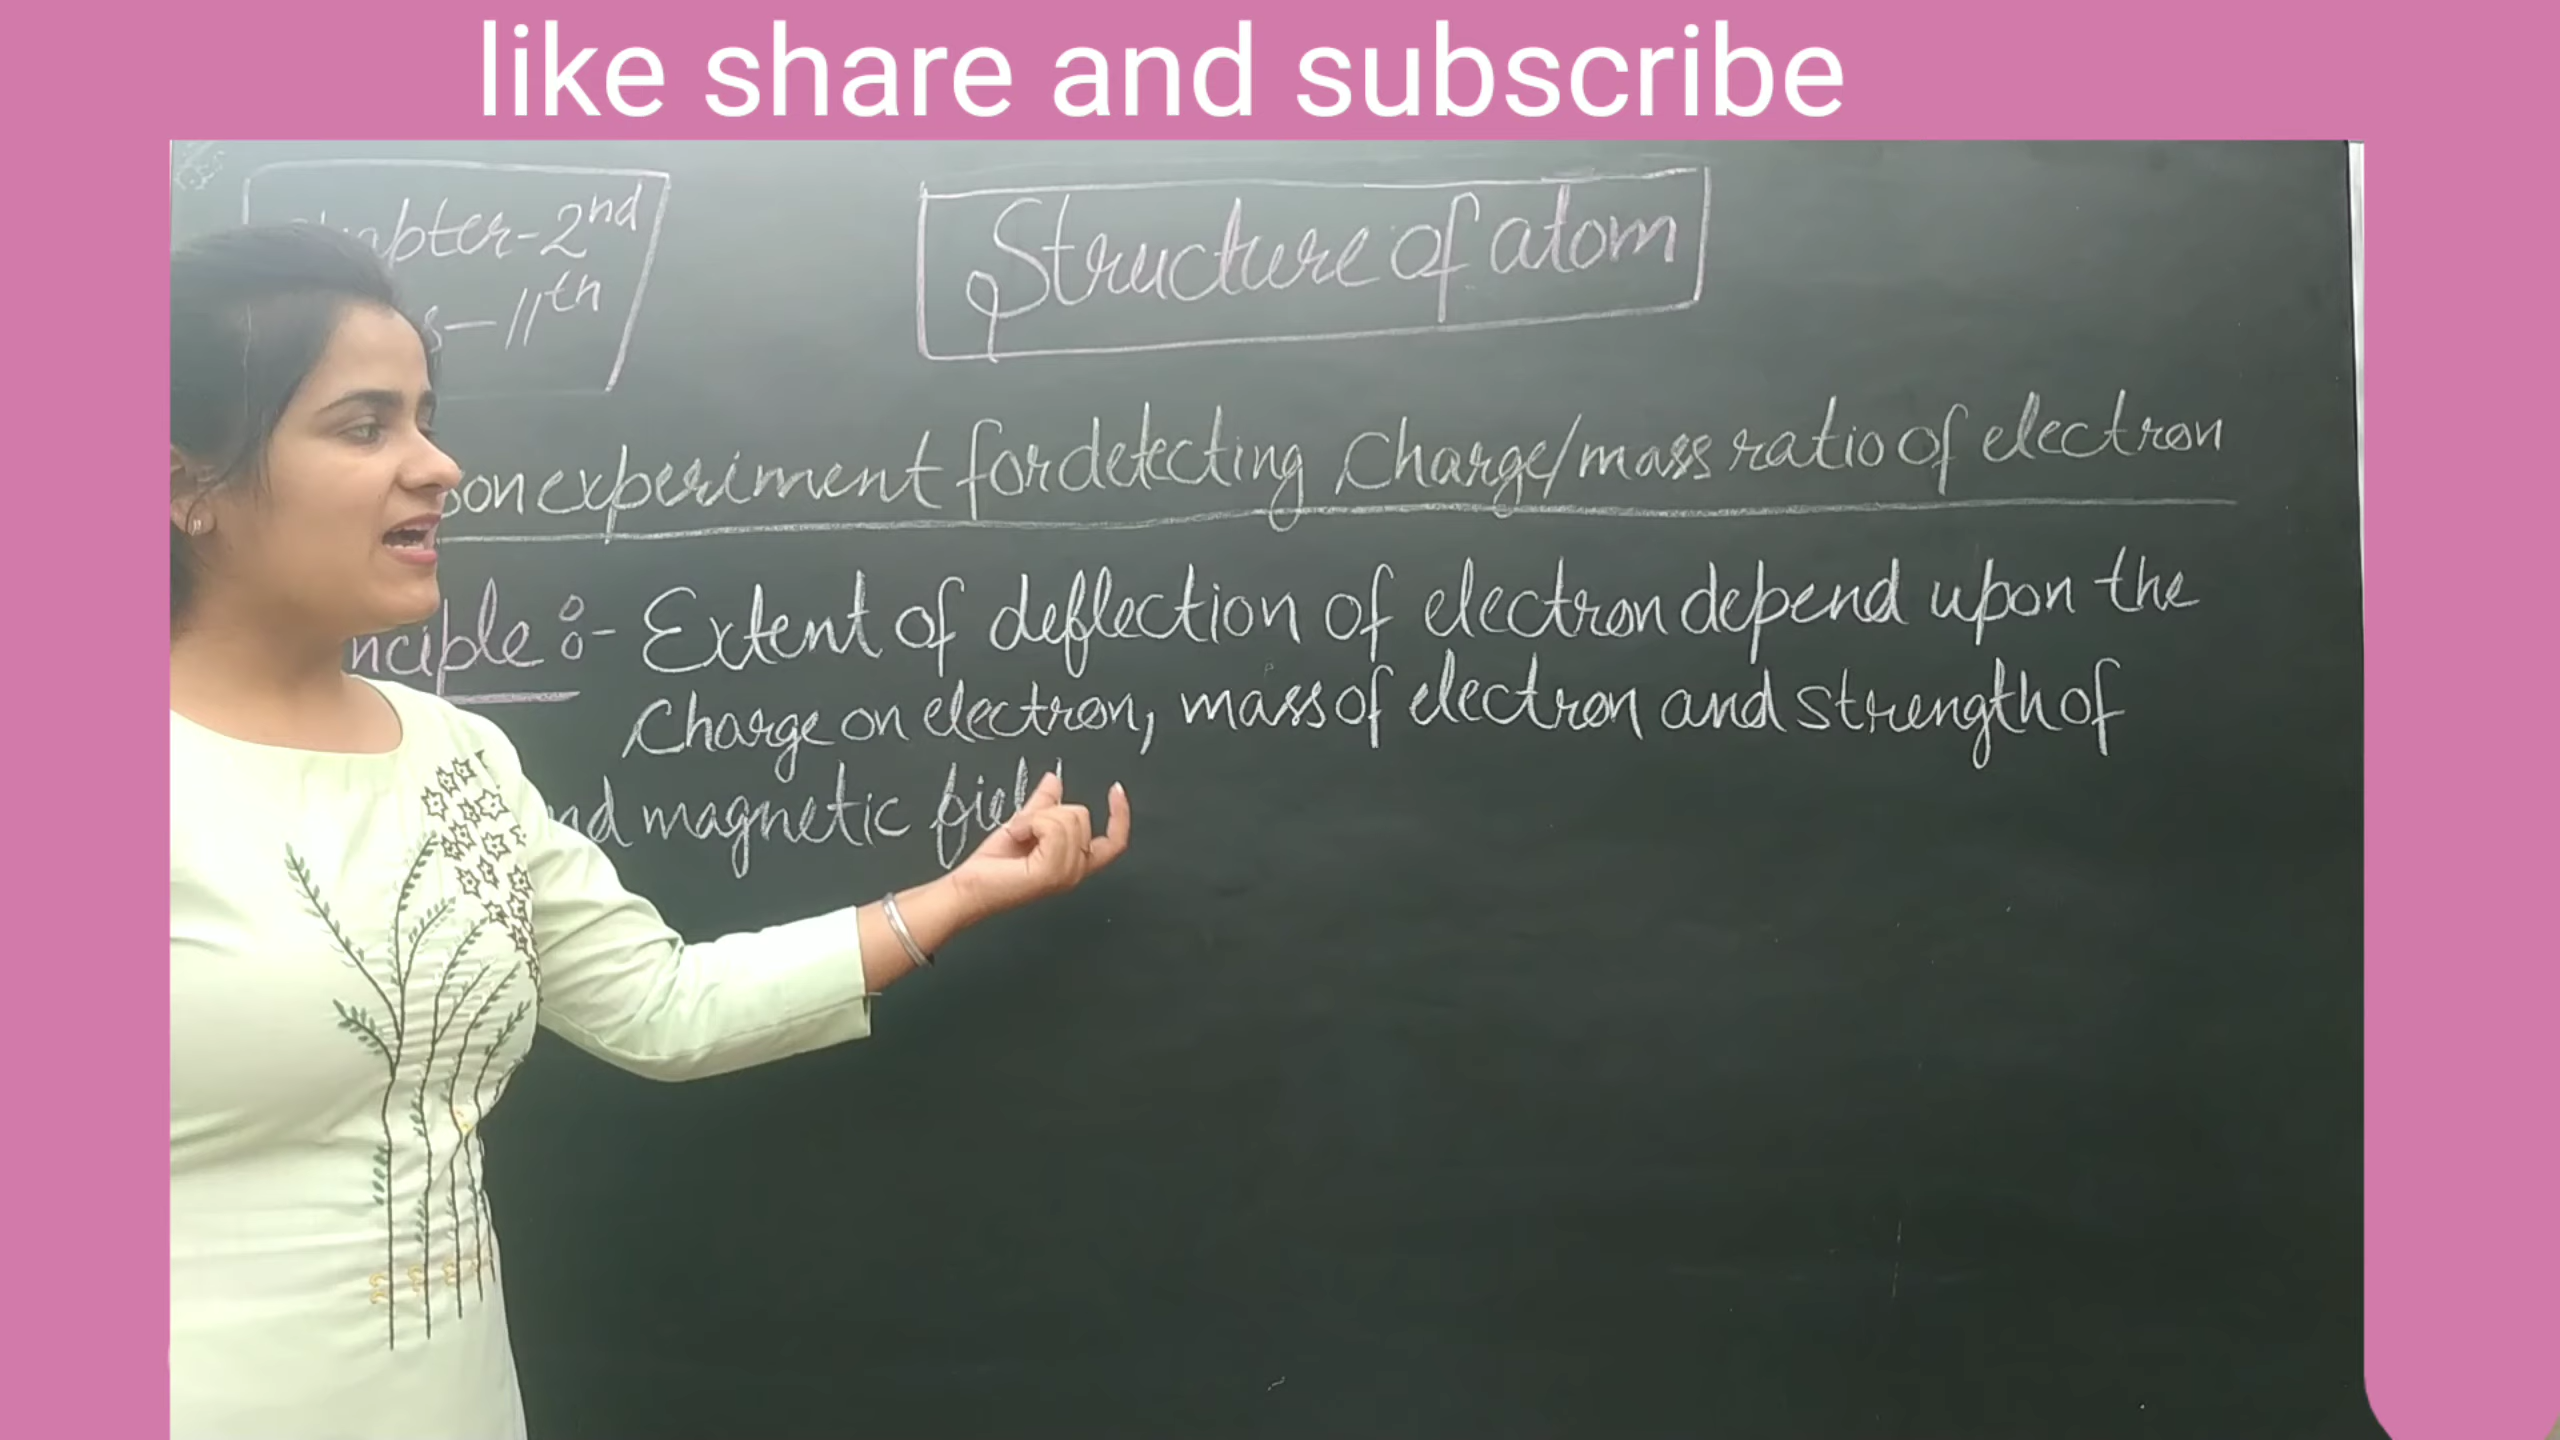 like share and subscribe
Chapter-2nd
Structure of atom
s-11th
son experiment for detecting Charge/mass ratio of electron
nciple :- Extent of deflection of electron depend upon the
Charge on electron, mass of electron and strength of
nd magnetic field